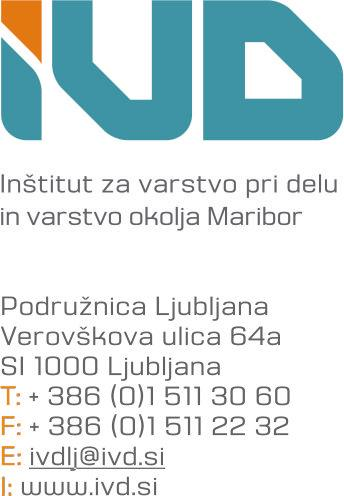 IVD
Inštitut za varstvo pri delu
in varstvo okolja Maribor
Podružnica Ljubljana
Verovškova ulica 64a
SI 1000 Ljubljana
T: + 386 (0)1 511 30 60
F: + 386 (0)1 511 22 32
E: ivdlj@ivd.si
I: www.ivd.si